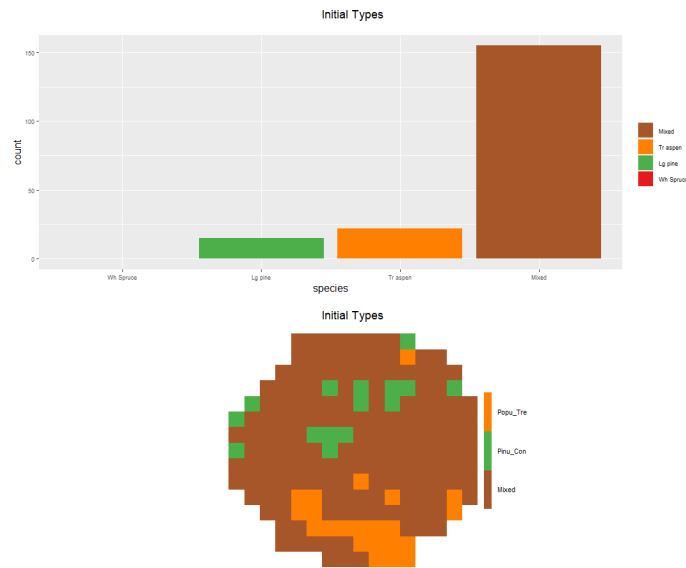 Initial Types
150
100
50
0
count
Wh Spruce
Lg pine
Tr aspen
Mixed
species
Mixed
Tr aspen
Lg pine
Wh Spruce
Initial Types
Popu_Tre
Pinu_Con
Mixed